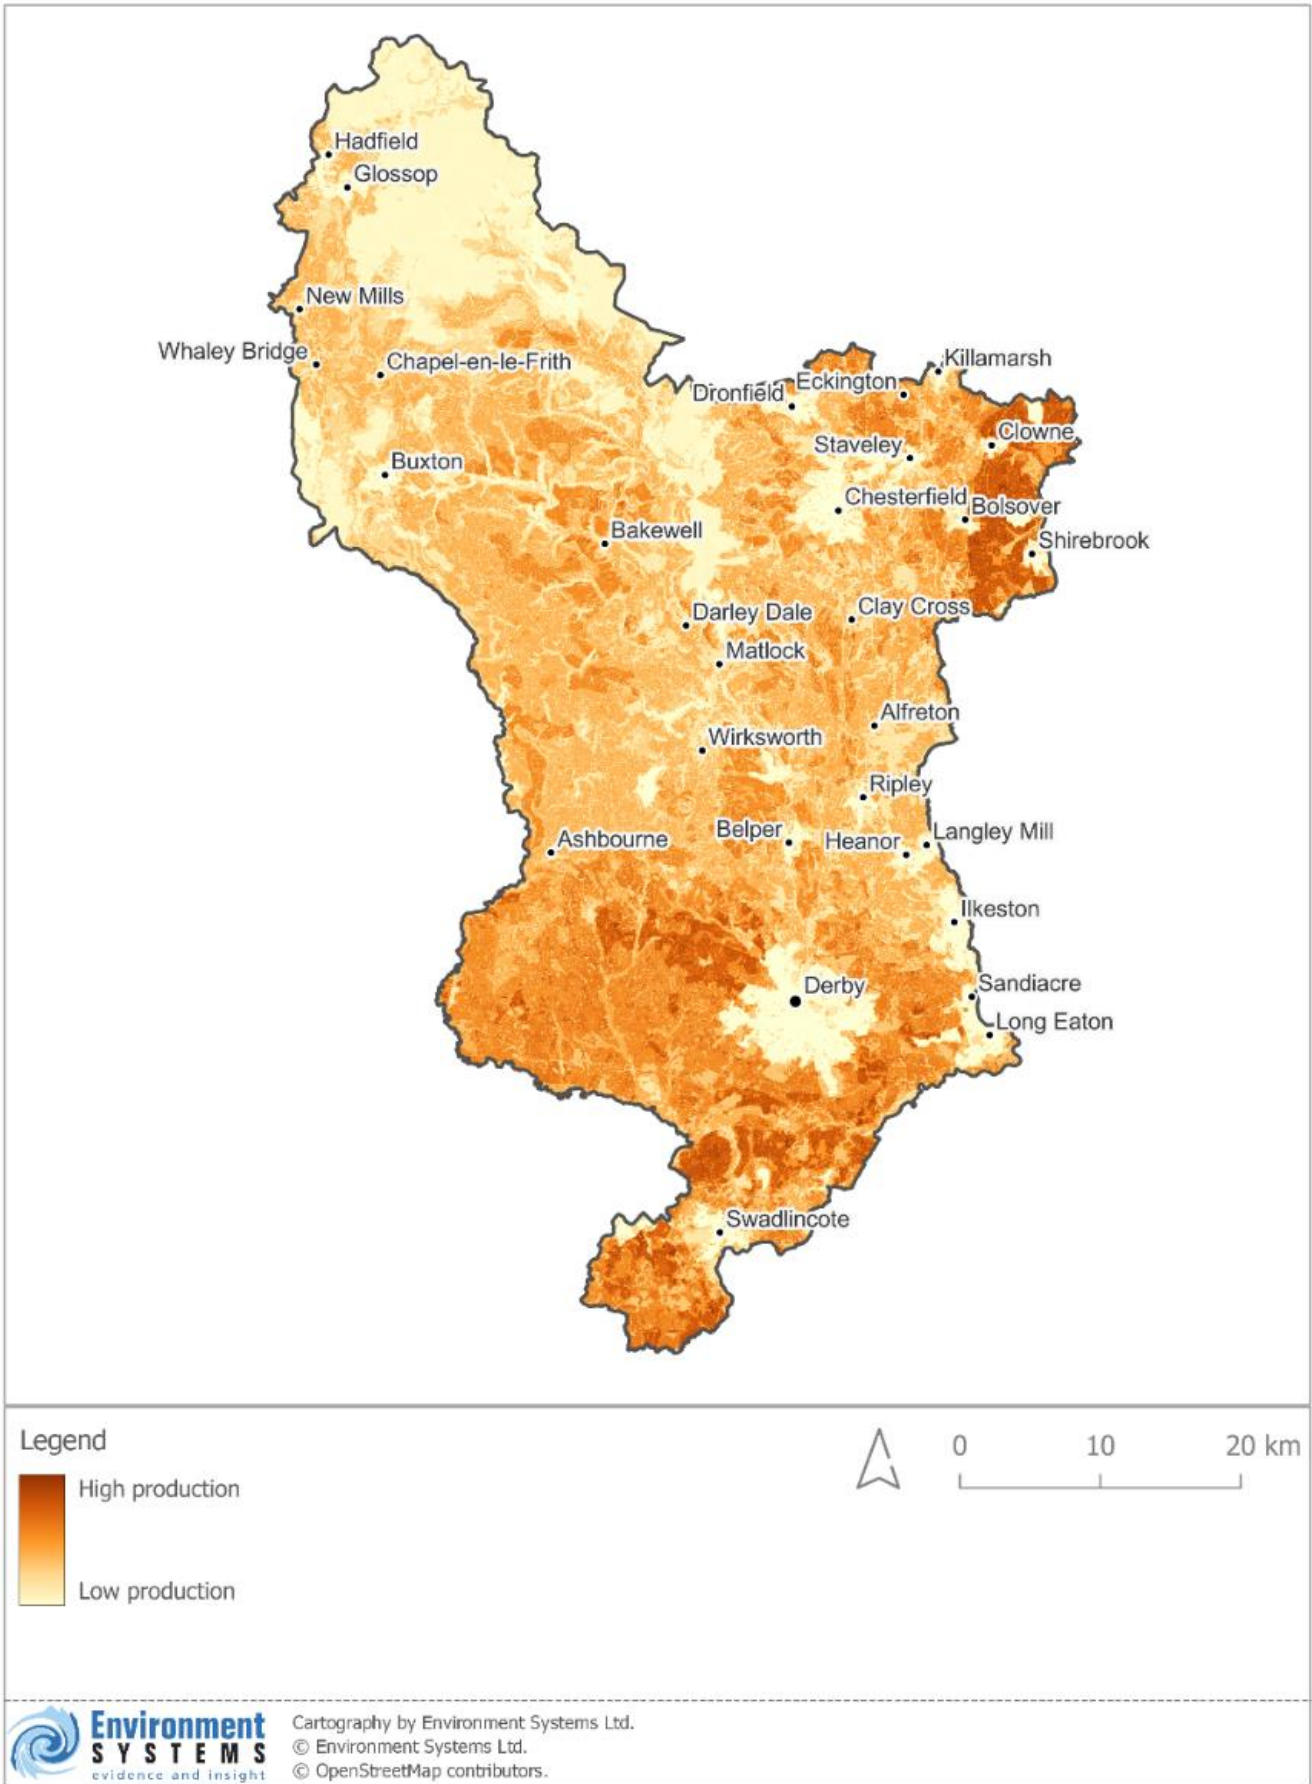 Hadfield
Glossop
New Mills
Whaley Bridge
Chapel-en-le-Frith
Killamarsh
Dronfield
Eckington
Clowne
Staveley
Buxton
Chesterfield
Bolsover
Bakewell
Shirebrook
Darley Dale
Clay Cross
Matlock
Alfreton
Wirksworth
Ripley
Belper
Heanor
Langley Mill
Ashbourne
Ilkeston
Derby
Sandiacre
Long Eaton
Swadlincote
Legend
High production
Low production
0 10 20 km
Environment
SYSTEMS
evidence and insight
Cartography by Environment Systems Ltd.
© Environment Systems Ltd.
© OpenStreetMap contributors.